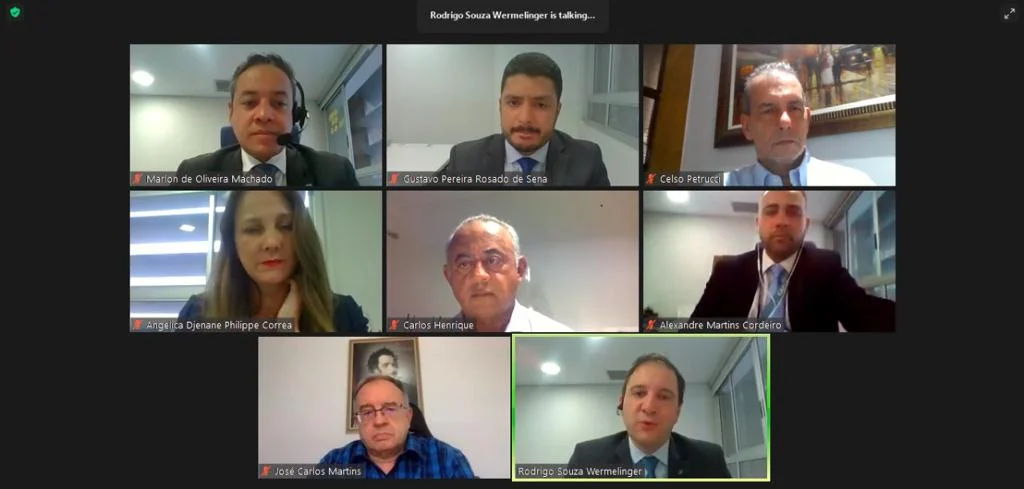 Rodrigo Souza Wermelinger is talking...
Marlon de Oliveira Machado
Gustavo Pereira Rosado de Sena
Celso Petrucci
Angélica Djenane Philippe Correa
Carlos Henrique
Alexandre Martins Cordeiro
José Carlos Martins
Rodrigo Souza Wermelinger